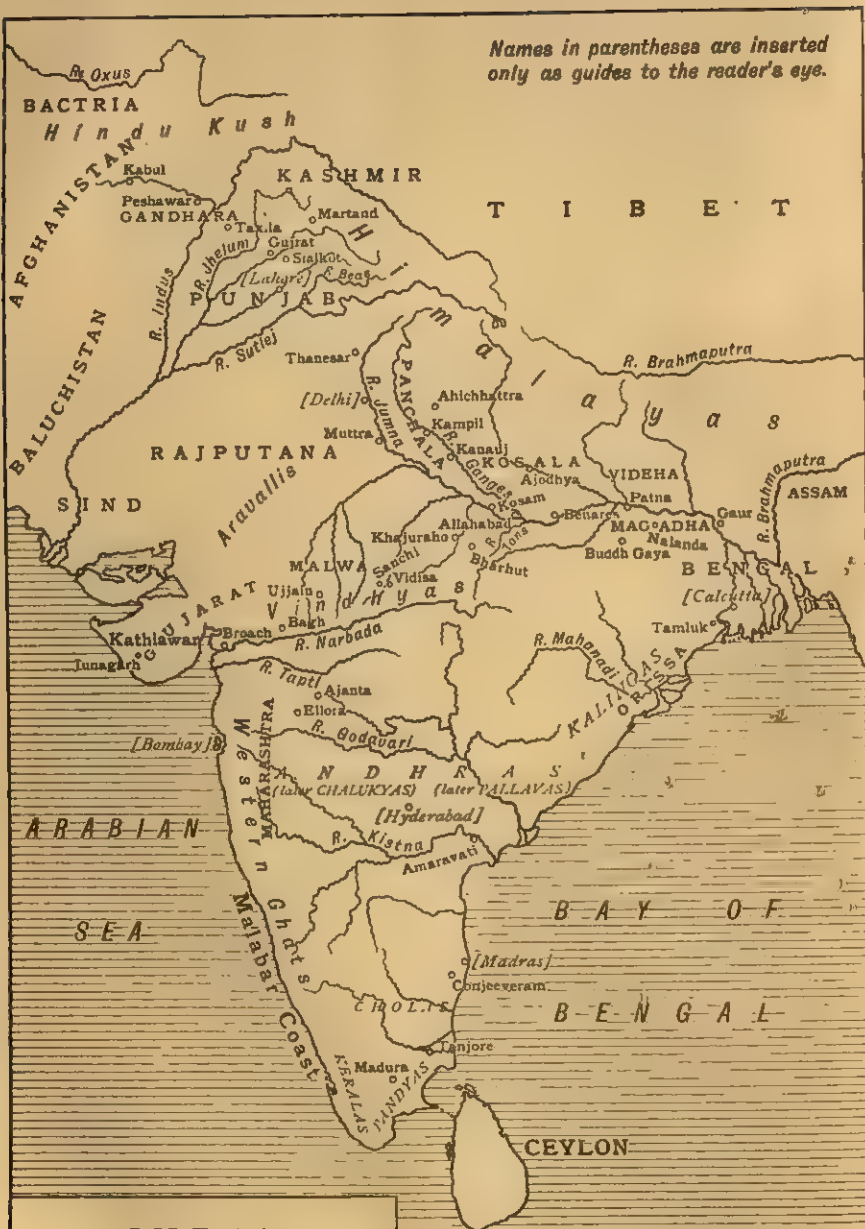 Names in parentheses are inserted
only as guides to the reader's eye.
R. Oxus
BACTRIA
Hindu Kush
AFGHANISTAN
Kabul
KASHMIR
Peshawar
GANDHARA
Taxila
Martand
TIBET
R. Jhelum
Gujrat
Sialkot
[Lahore]
R. Beas
PUNJAB
R. Indus
R. Sutlej
Himalayas
BALUCHISTAN
Thanesar
PANCHALA
R. Brahmaputra
[Delhi]
R. Jumna
Ahichhattra
Kampil
Muttra
Kanauj
RAJPUTANA
R. Ganges
KOSALA
Ajodhya
VIDEHA
R. Brahmaputra
ASSAM
SIND
Aravallis
Kosam
Patna
Allahabad
Benares
MAGADHA
Gaur
Khajuraho
R. Tons
Nalanda
MALWA
Sanchi
Bharhut
Buddh Gaya
BENGAL
Ujjain
Vidisa
Vindhyas
[Calcutta]
GUJARAT
Kathiawar
Broach
Bagh
R. Narbada
Tamluk
Junagarh
R. Tapti
R. Mahanadi
Ajanta
KALINGAS
ORISSA
Ellora
[Bombay]
R. Godavari
Western Ghats
MAHARASHTRA
ANDHRAS
(later CHALUKYAS)
(later PALLAVAS)
[Hyderabad]
ARABIAN
R. Kistna
Amaravati
SEA
BAY OF
Malabar Coast
[Madras]
Conjeeveram
BENGAL
CHOLAS
Tanjore
Madura
KERALAS
PANDYAS
CEYLON